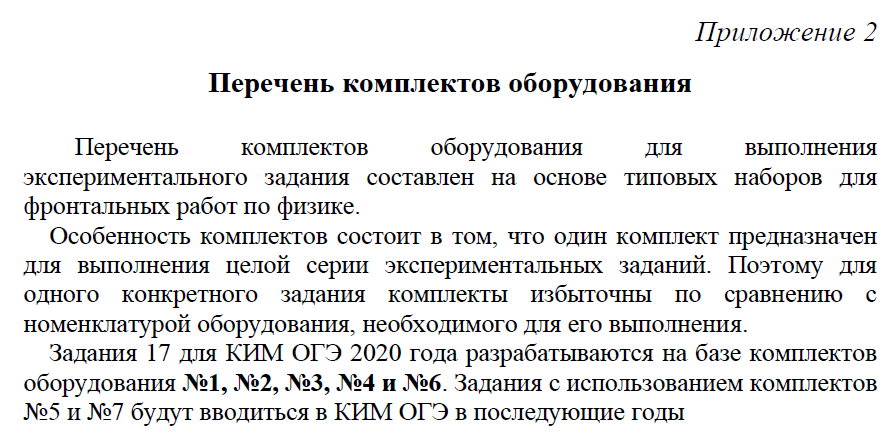 Приложение 2
Перечень комплектов оборудования
Перечень комплектов оборудования для выполнения
экспериментального задания составлен на основе типовых наборов для
фронтальных работ по физике.
Особенность комплектов состоит в том, что один комплект предназначен
для выполнения целой серии экспериментальных заданий. Поэтому для
одного конкретного задания комплекты избыточны по сравнению с
номенклатурой оборудования, необходимого для его выполнения.
Задания 17 для КИМ ОГЭ 2020 года разрабатываются на базе комплектов
оборудования №1, №2, №3, №4 и №6. Задания с использованием комплектов
№5 и №7 будут вводиться в КИМ ОГЭ в последующие годы